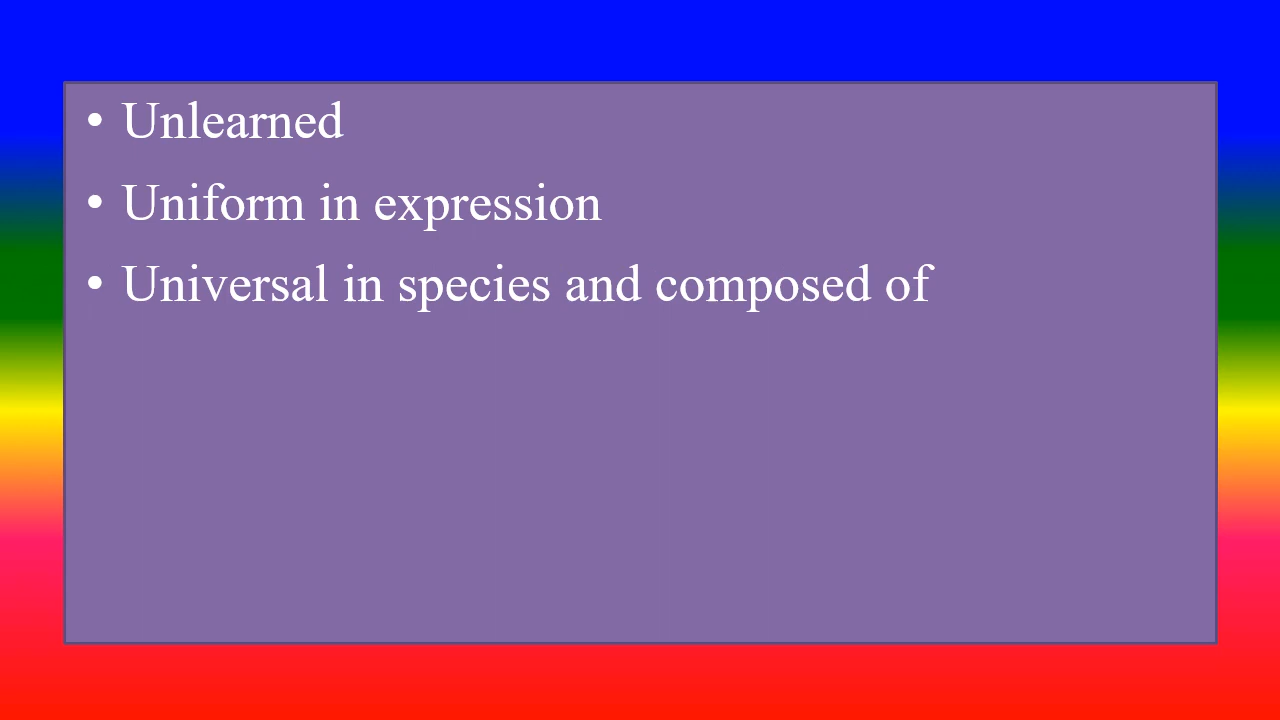 • Unlearned
• Uniform in expression
• Universal in species and composed of